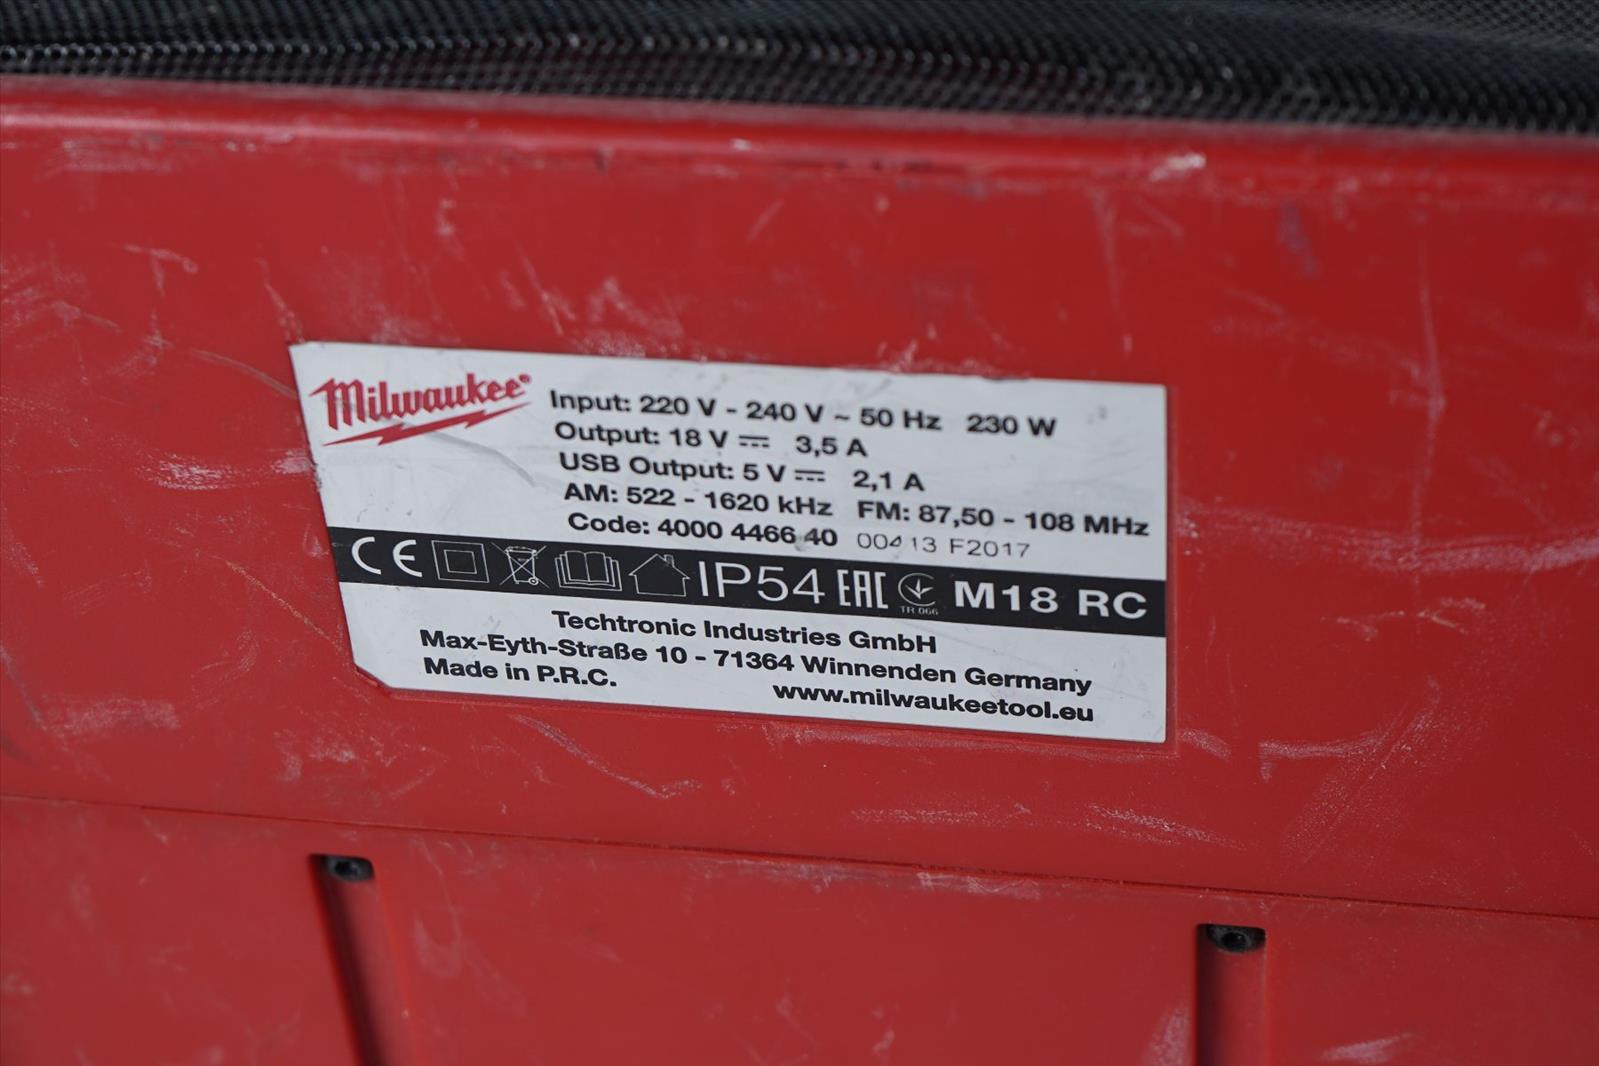 Milwaukee®
Input: 220 V - 240 V ~ 50 Hz 230 W
Output: 18 V ⎓ 3,5 A
USB Output: 5 V ⎓ 2,1 A
AM: 522 - 1620 kHz FM: 87,50 - 108 MHz
Code: 4000 4466 40 00413 F2017
CE IP54 EAC TR.066 M18 RC
Techtronic Industries GmbH
Max-Eyth-Straße 10 - 71364 Winnenden Germany
Made in P.R.C.
www.milwaukeetool.eu